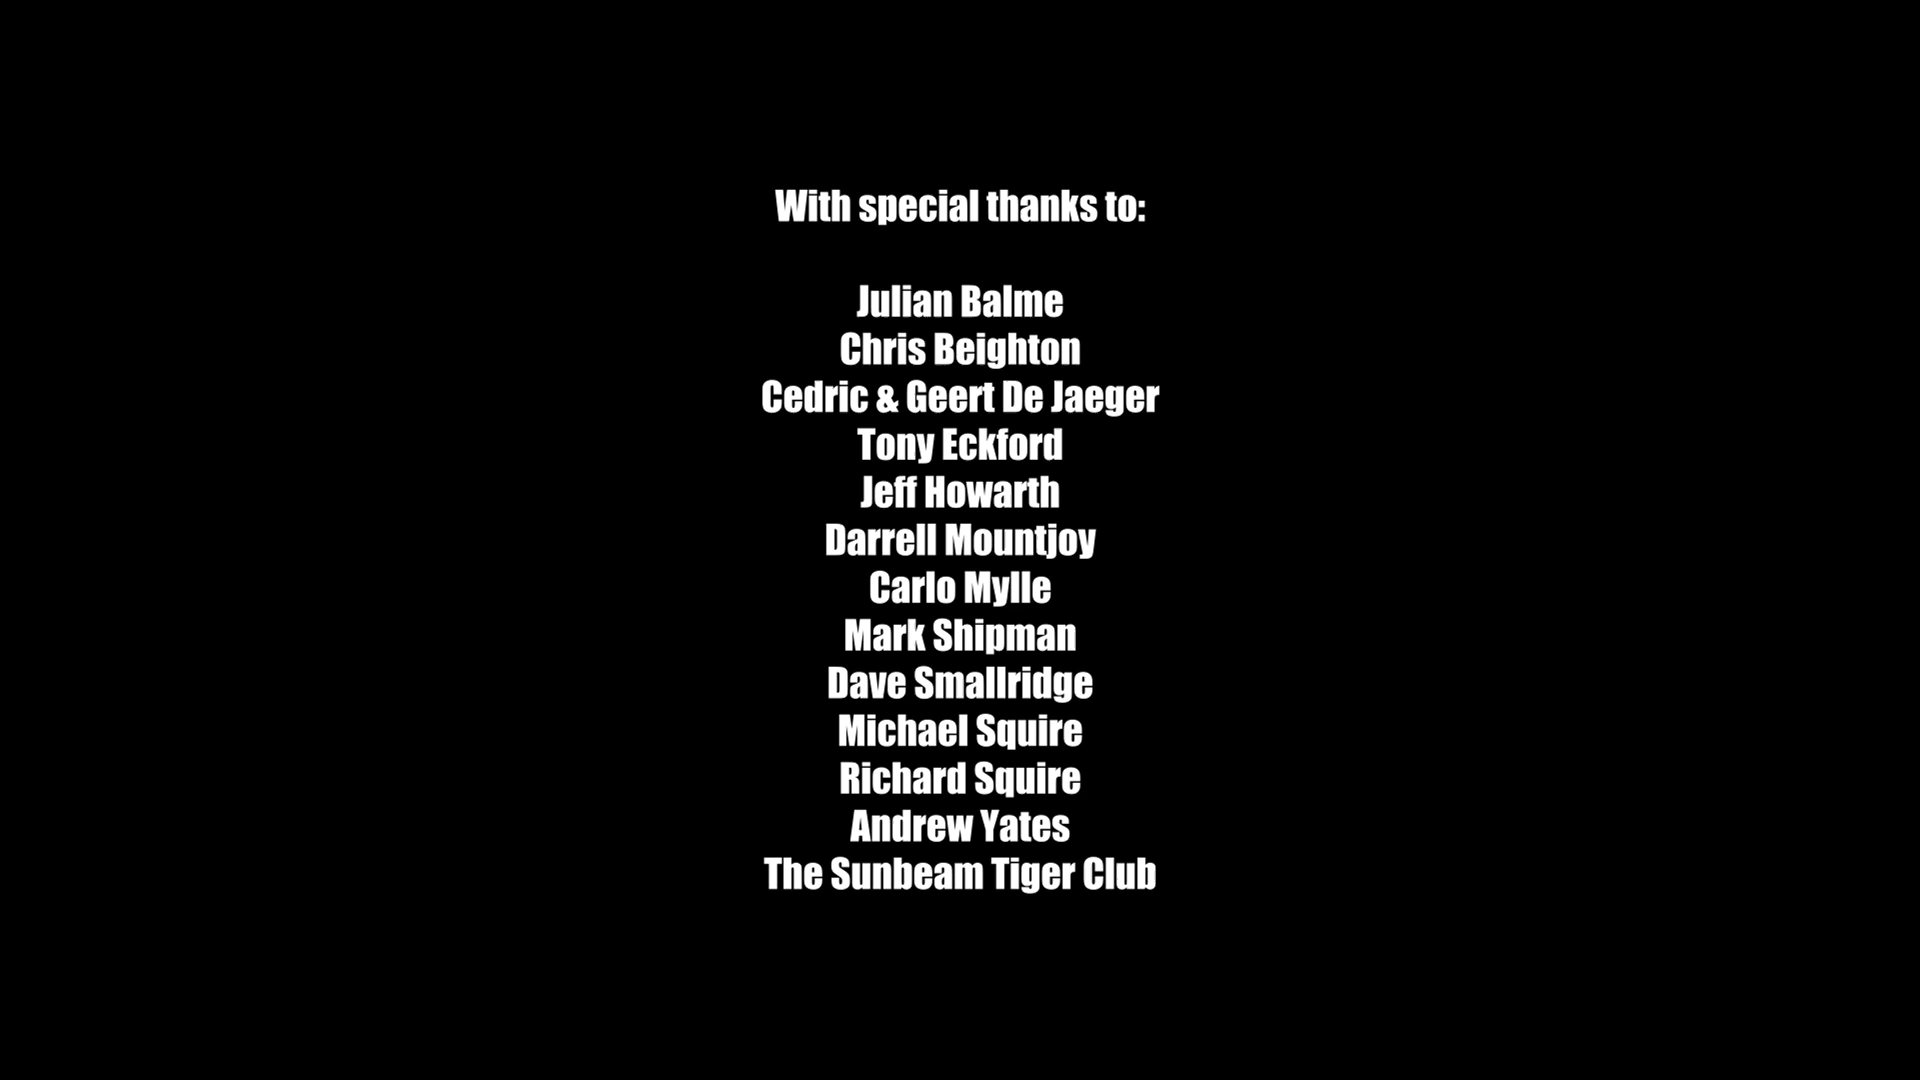 With special thanks to:
Julian Balme
Chris Beighton
Cedric & Geert De Jaeger
Tony Eckford
Jeff Howarth
Darrell Mountjoy
Carlo Mylle
Mark Shipman
Dave Smallridge
Michael Squire
Richard Squire
Andrew Yates
The Sunbeam Tiger Club